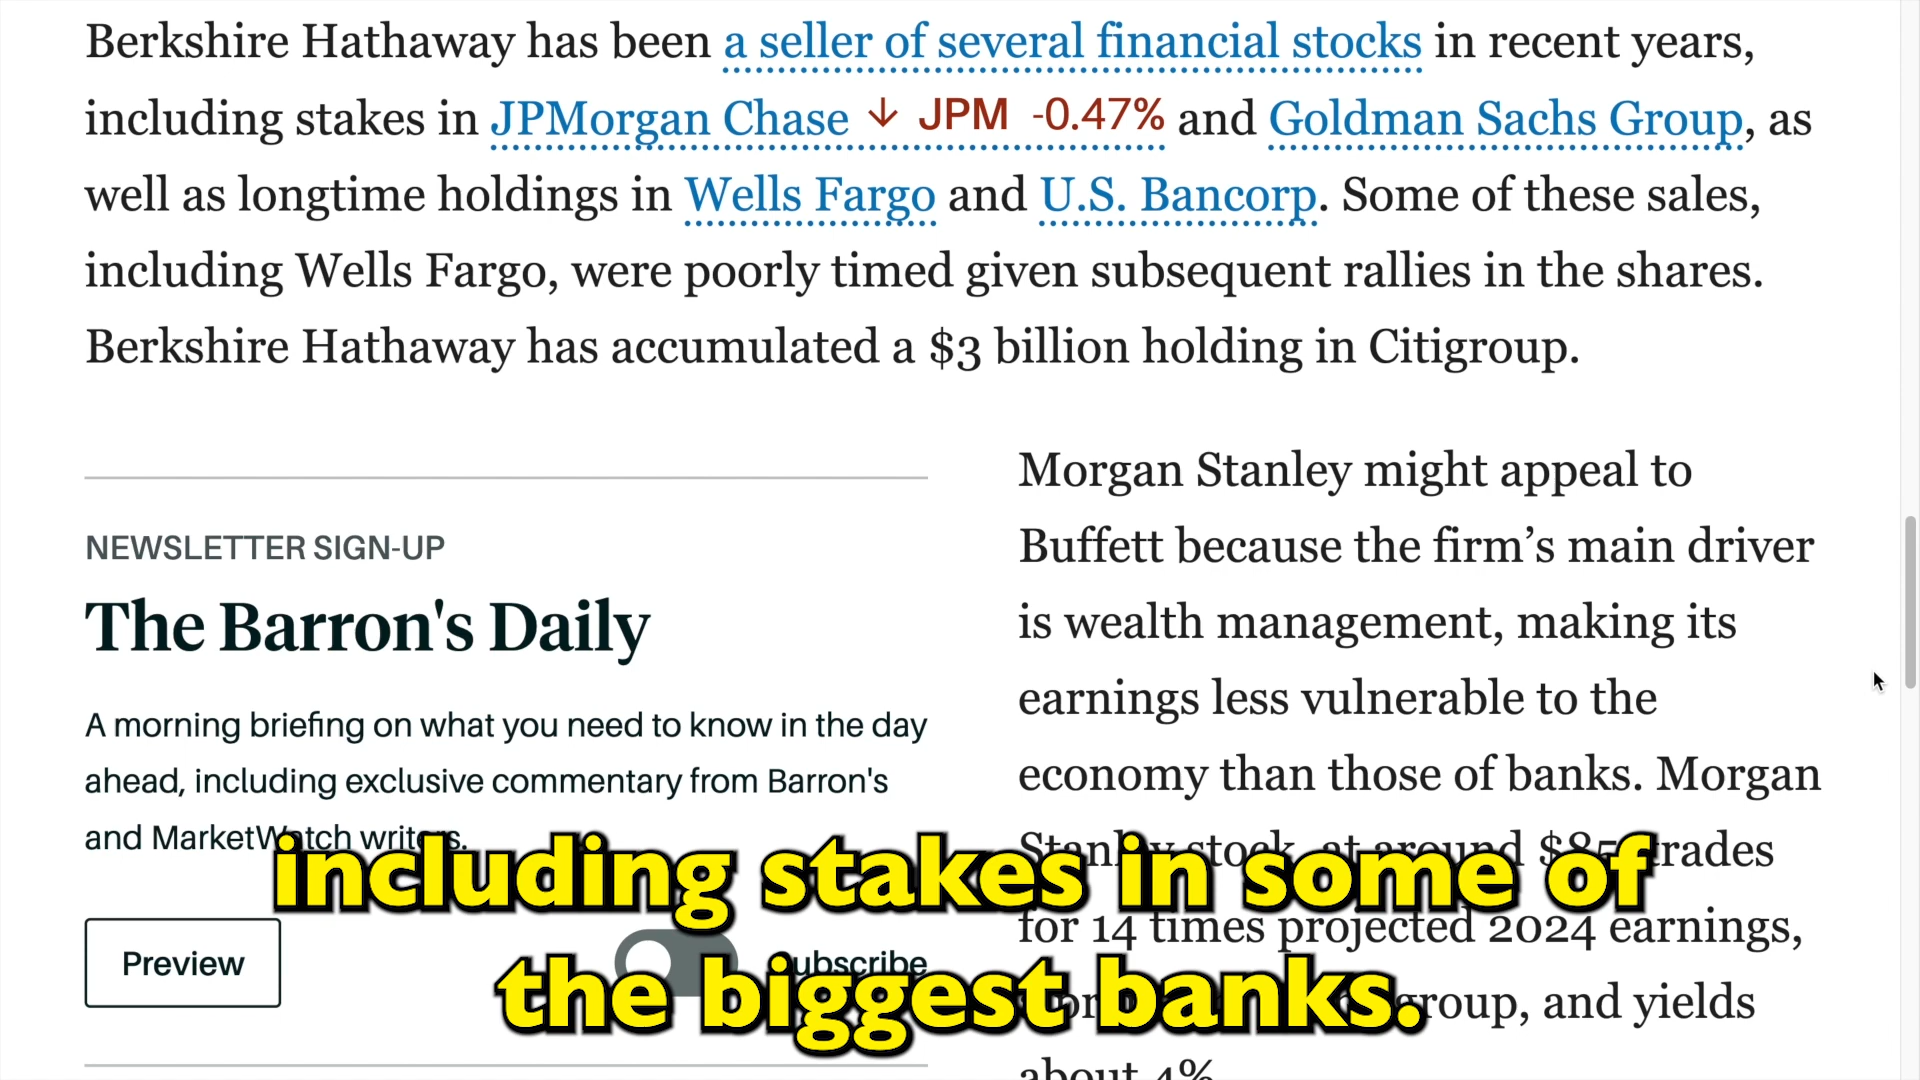 Berkshire Hathaway has been a seller of several financial stocks in recent years,
including stakes in JPMorgan Chase ↓ JPM -0.47% and Goldman Sachs Group, as
well as longtime holdings in Wells Fargo and U.S. Bancorp. Some of these sales,
including Wells Fargo, were poorly timed given subsequent rallies in the shares.
Berkshire Hathaway has accumulated a $3 billion holding in Citigroup.
NEWSLETTER SIGN-UP
The Barron's Daily
A morning briefing on what you need to know in the day
ahead, including exclusive commentary from Barron's
and MarketWatch writers.
Preview
Subscribe
Morgan Stanley might appeal to
Buffett because the firm’s main driver
is wealth management, making its
earnings less vulnerable to the
economy than those of banks. Morgan
Stanley stock, at around trades
for 14 times projected 2024 earnings,
group, and yields
about 4%
including stakes in some of
the biggest banks.